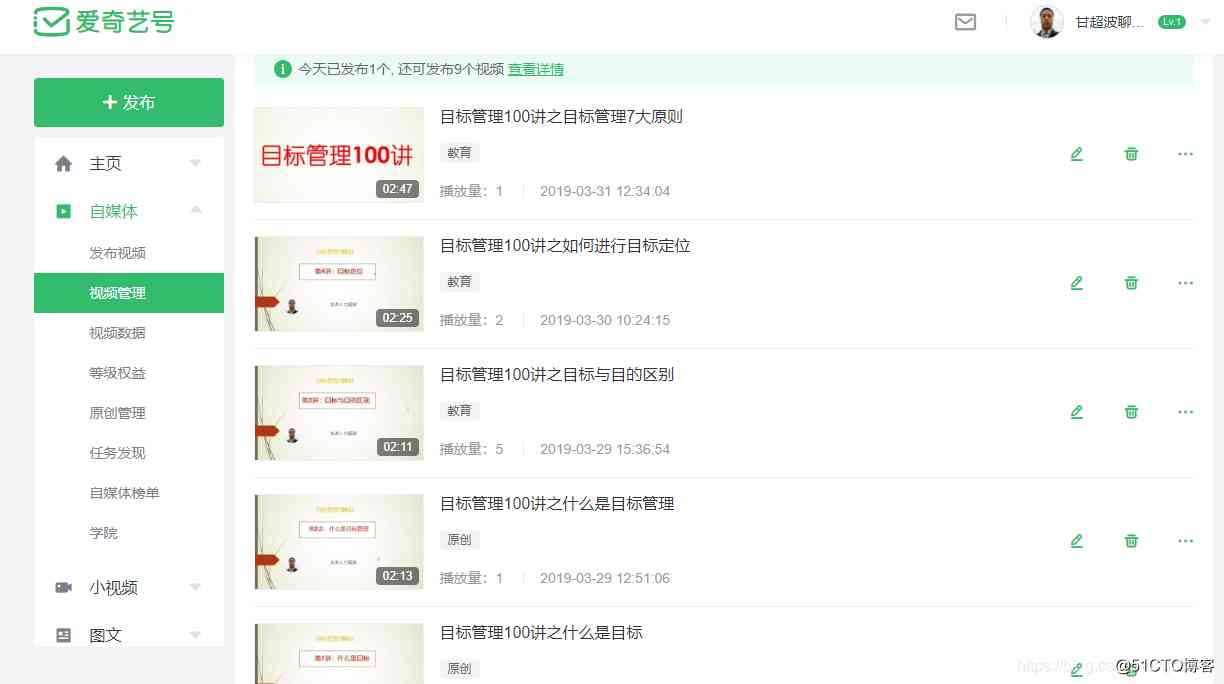 爱奇艺号
甘超波聊... Lv.1
+ 发布
主页
自媒体
发布视频
视频管理
视频数据
等级权益
原创管理
任务发现
自媒体榜单
学院
小视频
图文
今天已发布1个, 还可发布9个视频 查看详情
目标管理100讲
02:47
目标管理100讲之目标管理7大原则
教育
播放量：1
2019-03-31 12:34:04
02:25
目标管理100讲之如何进行目标定位
教育
播放量：2
2019-03-30 10:24:15
02:11
目标管理100讲之目标与目的区别
教育
播放量：5
2019-03-29 15:36:54
02:13
目标管理100讲之什么是目标管理
原创
播放量：1
2019-03-29 12:51:06
目标管理100讲之什么是目标
原创
@51CTO博客